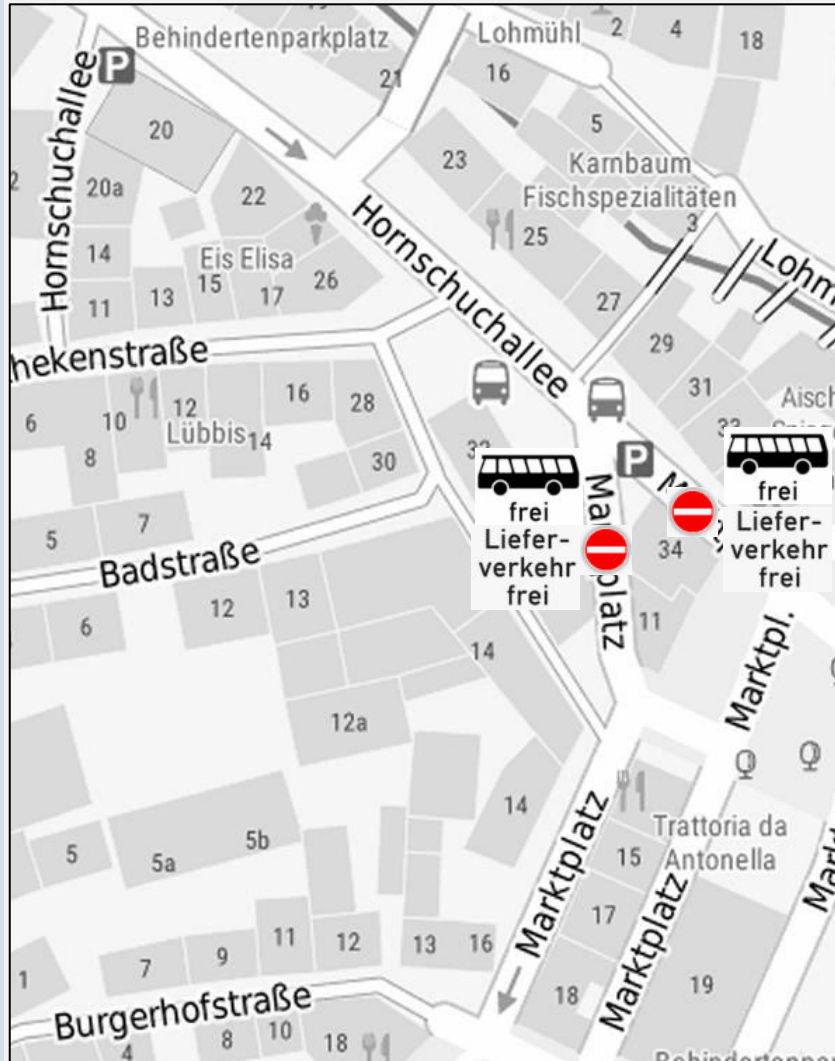 Behindertenparkplatz
Lohmühl
2
4
18
P
21
16
Hornschuchallee
20
5
23
Karnbaum
Fischspezialitäten
20a
22
3
25
14
Eis Elisa
Hornschuchallee
15
26
13
17
11
27
29
hekenstraße
31
16
28
6
10
12
Lübbis
14
33
8
30
P
frei
Liefer-
verkehr
frei
frei
Liefer-
verkehr
frei
34
5
7
Badstraße
6
12
13
11
14
Marktpl.
12a
14
5
5a
5b
Marktplatz
Trattoria da
Antonella
15
Marktplatz
17
11
12
13
16
9
7
1
18
19
Burgerhofstraße
4
8
10
18